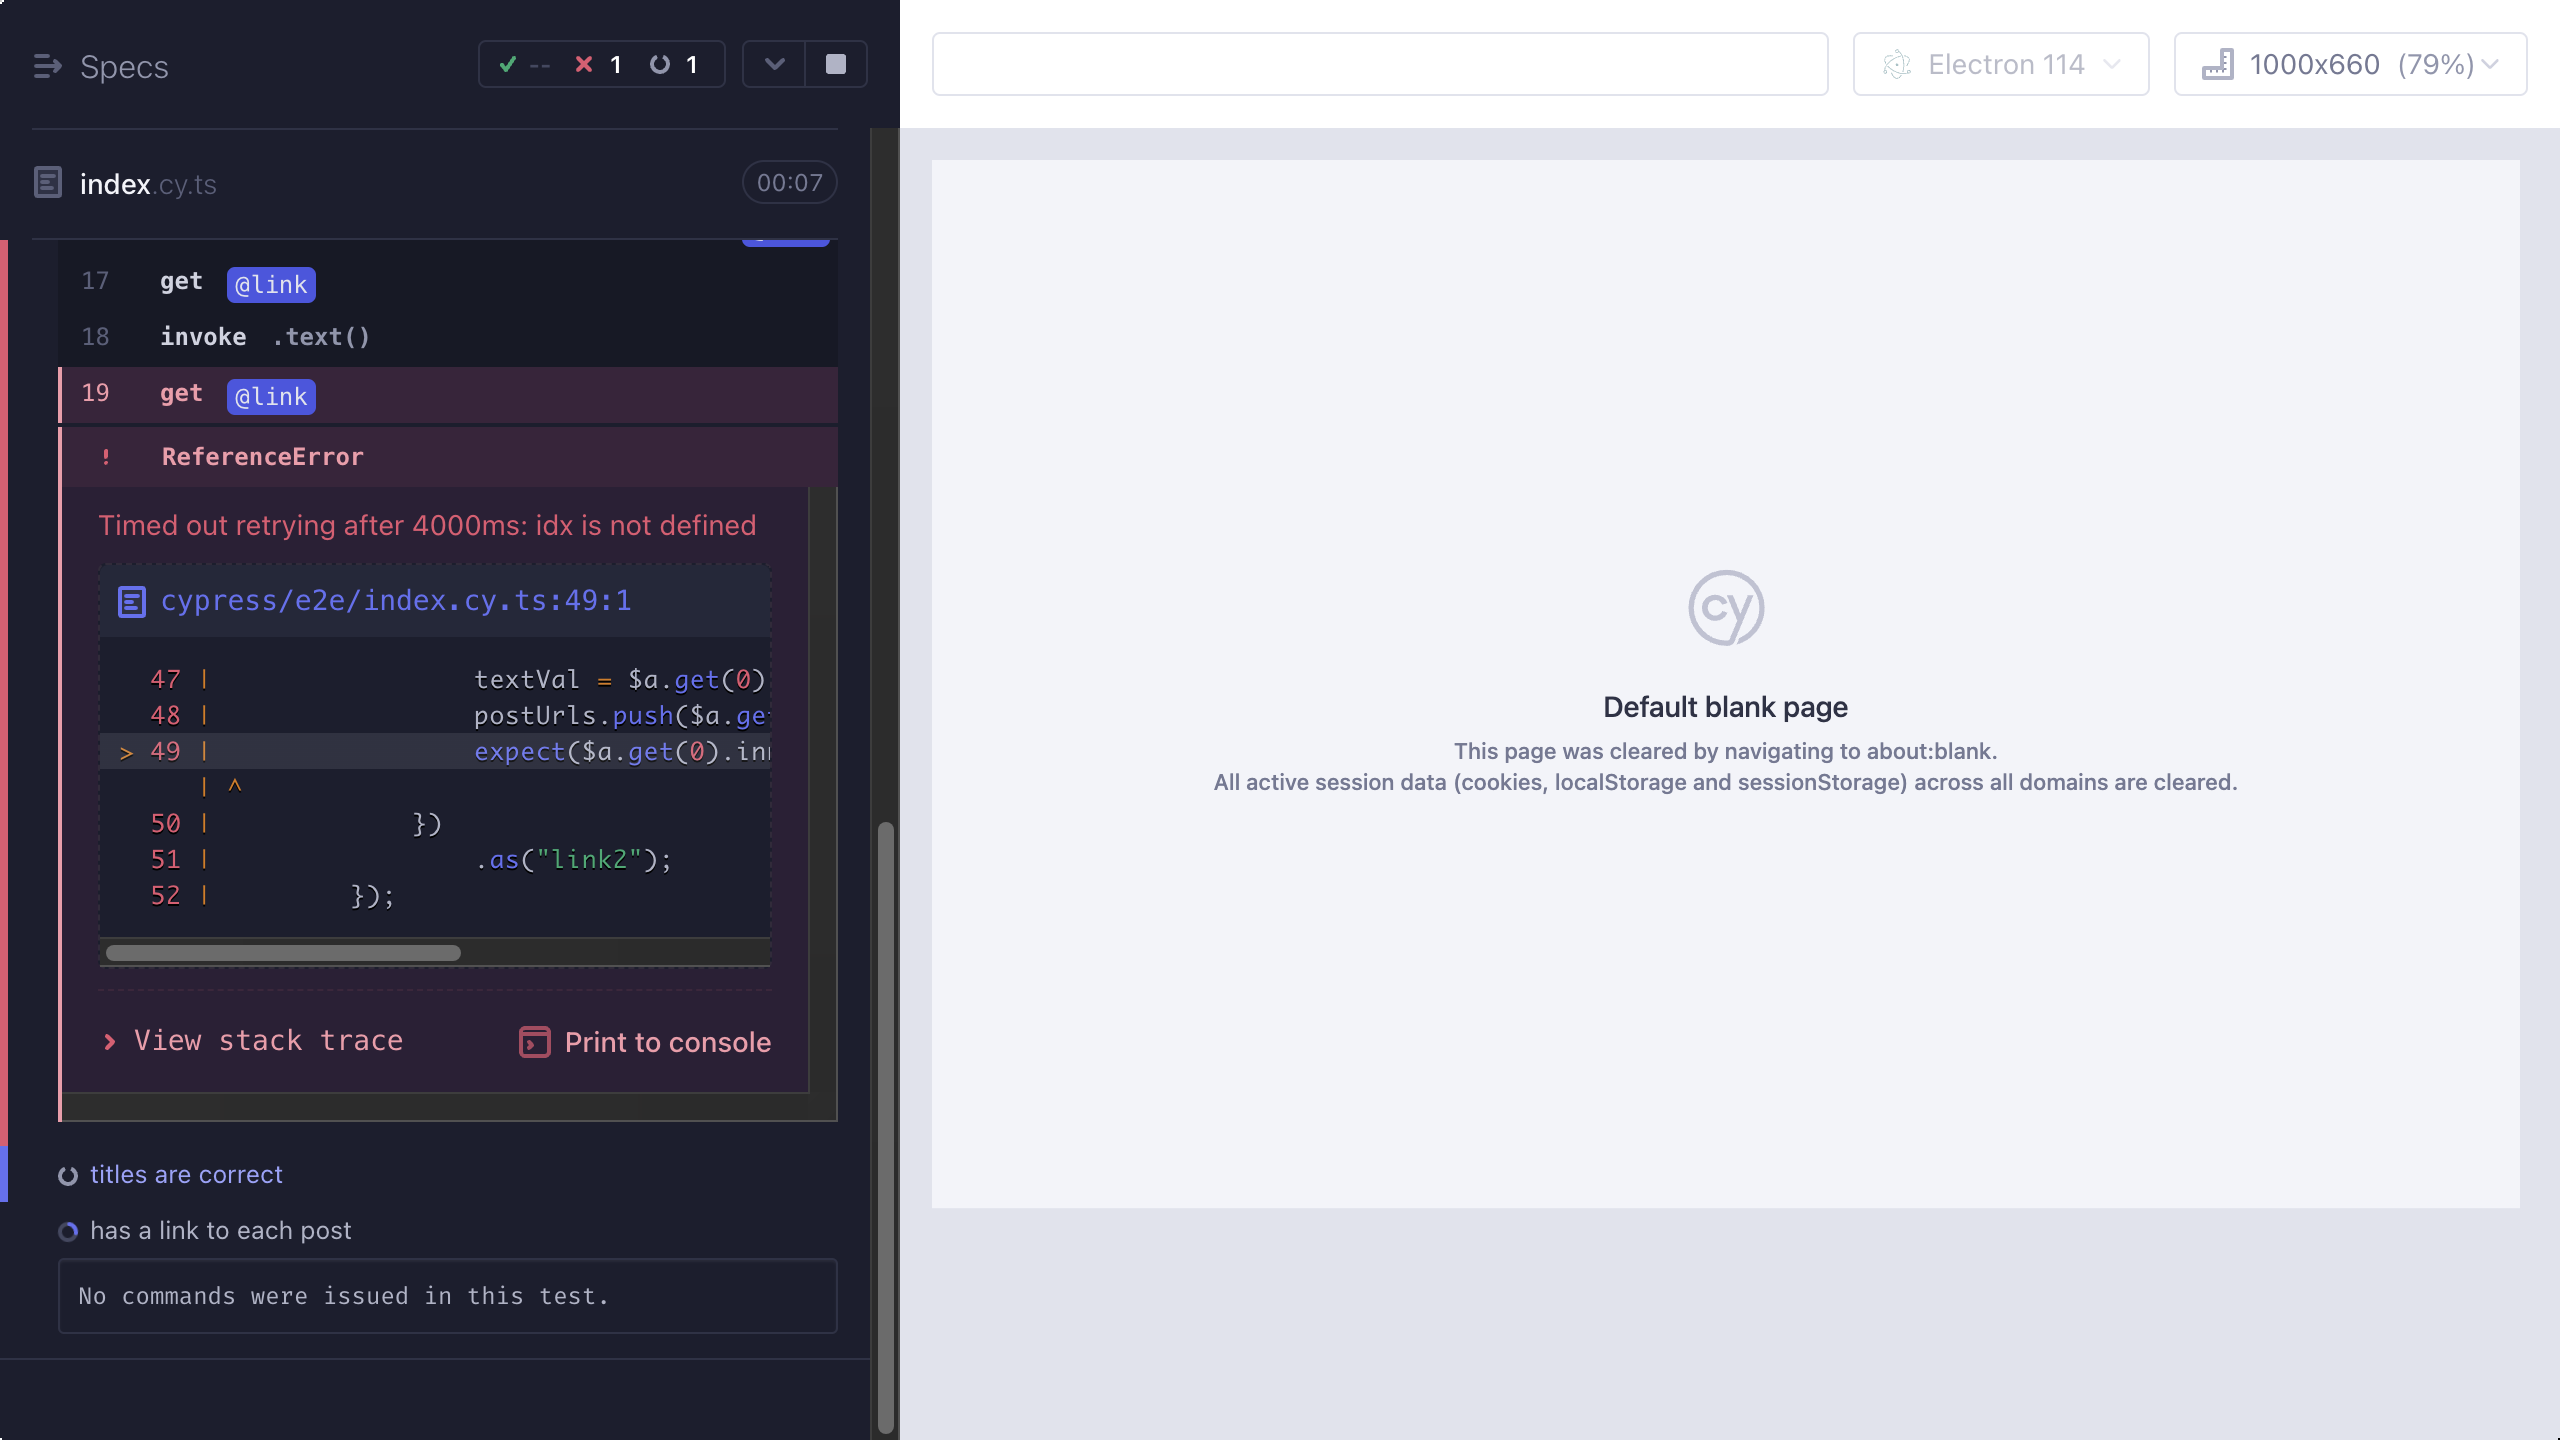 Specs
-- 1 1
index.cy.ts
00:07
17 get @link
18 invoke .text()
19 get @link
! ReferenceError
Timed out retrying after 4000ms: idx is not defined
cypress/e2e/index.cy.ts:49:1
47 | textVal = $a.get(0)
48 | postUrls.push($a.ge
> 49 | expect($a.get(0).in
| ^
50 | })
51 | .as("link2");
52 | });
View stack trace
Print to console
titles are correct
has a link to each post
No commands were issued in this test.
Electron 114
1000x660 (79%)
cy
Default blank page
This page was cleared by navigating to about:blank.
All active session data (cookies, localStorage and sessionStorage) across all domains are cleared.